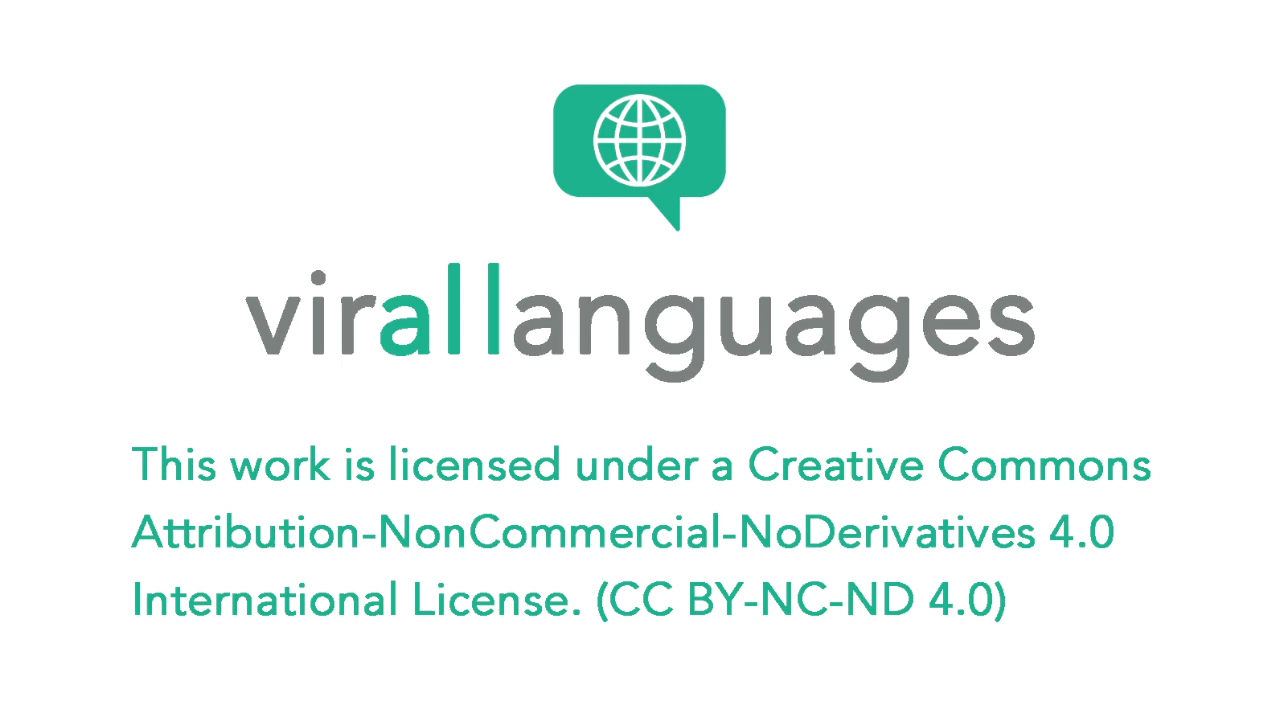 virallanguages
This work is licensed under a Creative Commons
Attribution-NonCommercial-NoDerivatives 4.0
International License. (CC BY-NC-ND 4.0)